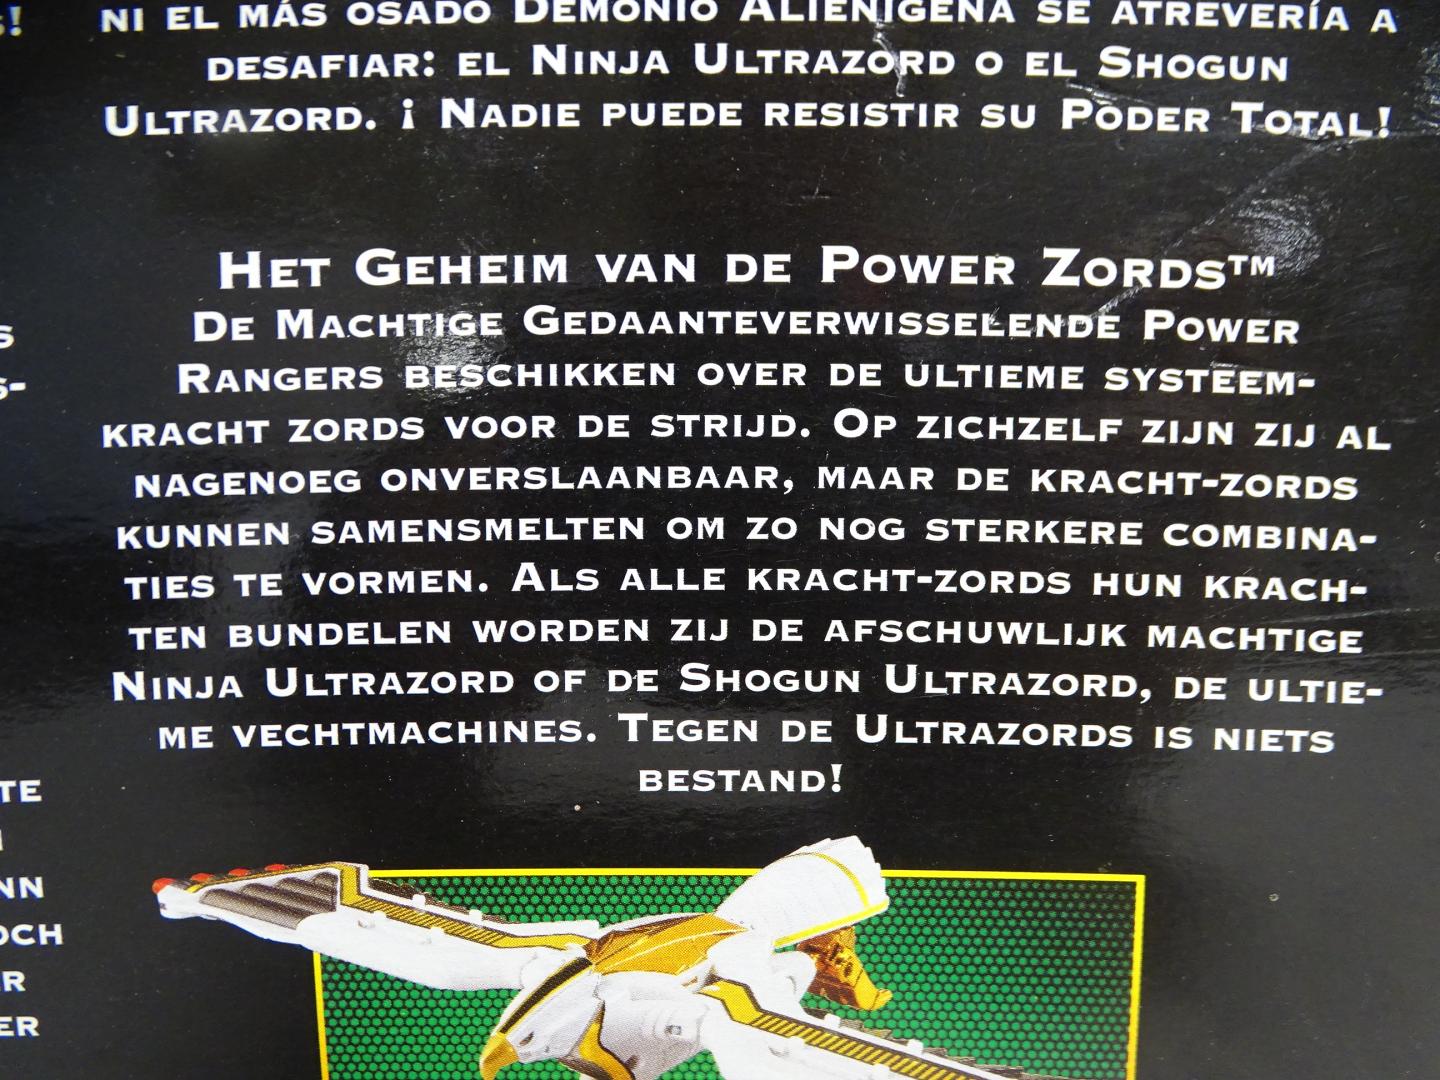 S!
NI EL MÁS OSADO DEMONIO ALIENÍGENA SE ATREVERÍA A
DESAFIAR: EL NINJA ULTRAZORD O EL SHOGUN
ULTRAZORD. ¡ NADIE PUEDE RESISTIR SU PODER TOTAL!
HET GEHEIM VAN DE POWER ZORDS™
DE MACHTIGE GEDAANTEVERWISSELENDE POWER
RANGERS BESCHIKKEN OVER DE ULTIEME SYSTEEM-
KRACHT ZORDS VOOR DE STRIJD. OP ZICHZELF ZIJN ZIJ AL
NAGENOEG ONVERSLAANBAAR, MAAR DE KRACHT-ZORDS
KUNNEN SAMENSMELTEN OM ZO NOG STERKERE COMBINA-
TIES TE VORMEN. ALS ALLE KRACHT-ZORDS HUN KRACH-
TEN BUNDELEN WORDEN ZIJ DE AFSCHUWLIJK MACHTIGE
NINJA ULTRAZORD OF DE SHOGUN ULTRAZORD, DE ULTIE-
ME VECHTMACHINES. TEGEN DE ULTRAZORDS IS NIETS
BESTAND!
S
S-
TE
NN
OCH
R
ER